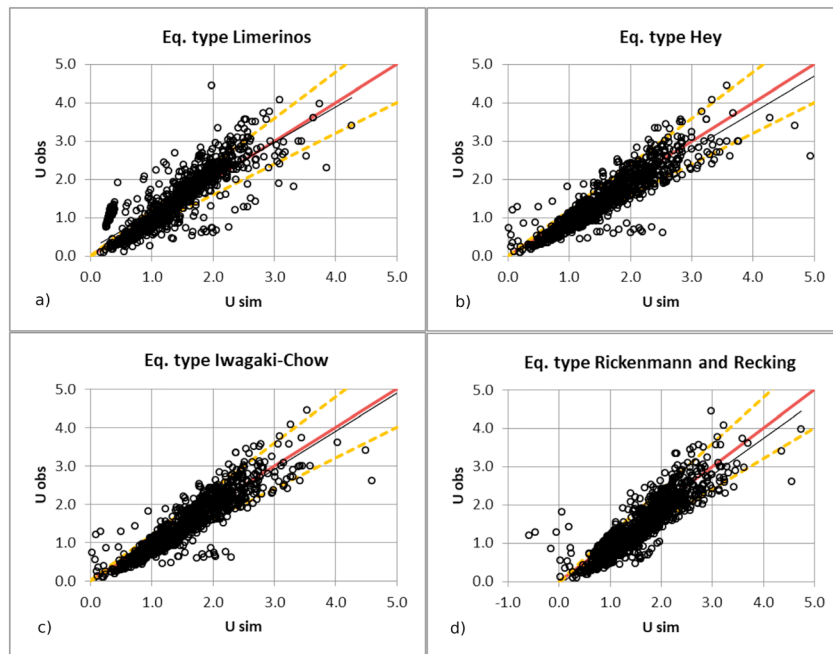 Eq. type Limerinos
5.0
4.0
3.0
2.0
1.0
0.0
U obs
0.0 1.0 2.0 3.0 4.0 5.0
U sim
a)
Eq. type Hey
5.0
4.0
3.0
2.0
1.0
0.0
U obs
0.0 1.0 2.0 3.0 4.0 5.0
U sim
b)
Eq. type Iwagaki-Chow
5.0
4.0
3.0
2.0
1.0
0.0
U obs
0.0 1.0 2.0 3.0 4.0 5.0
U sim
c)
Eq. type Rickenmann and Recking
5.0
4.0
3.0
2.0
1.0
0.0
U obs
-1.0 0.0 1.0 2.0 3.0 4.0 5.0
U sim
d)